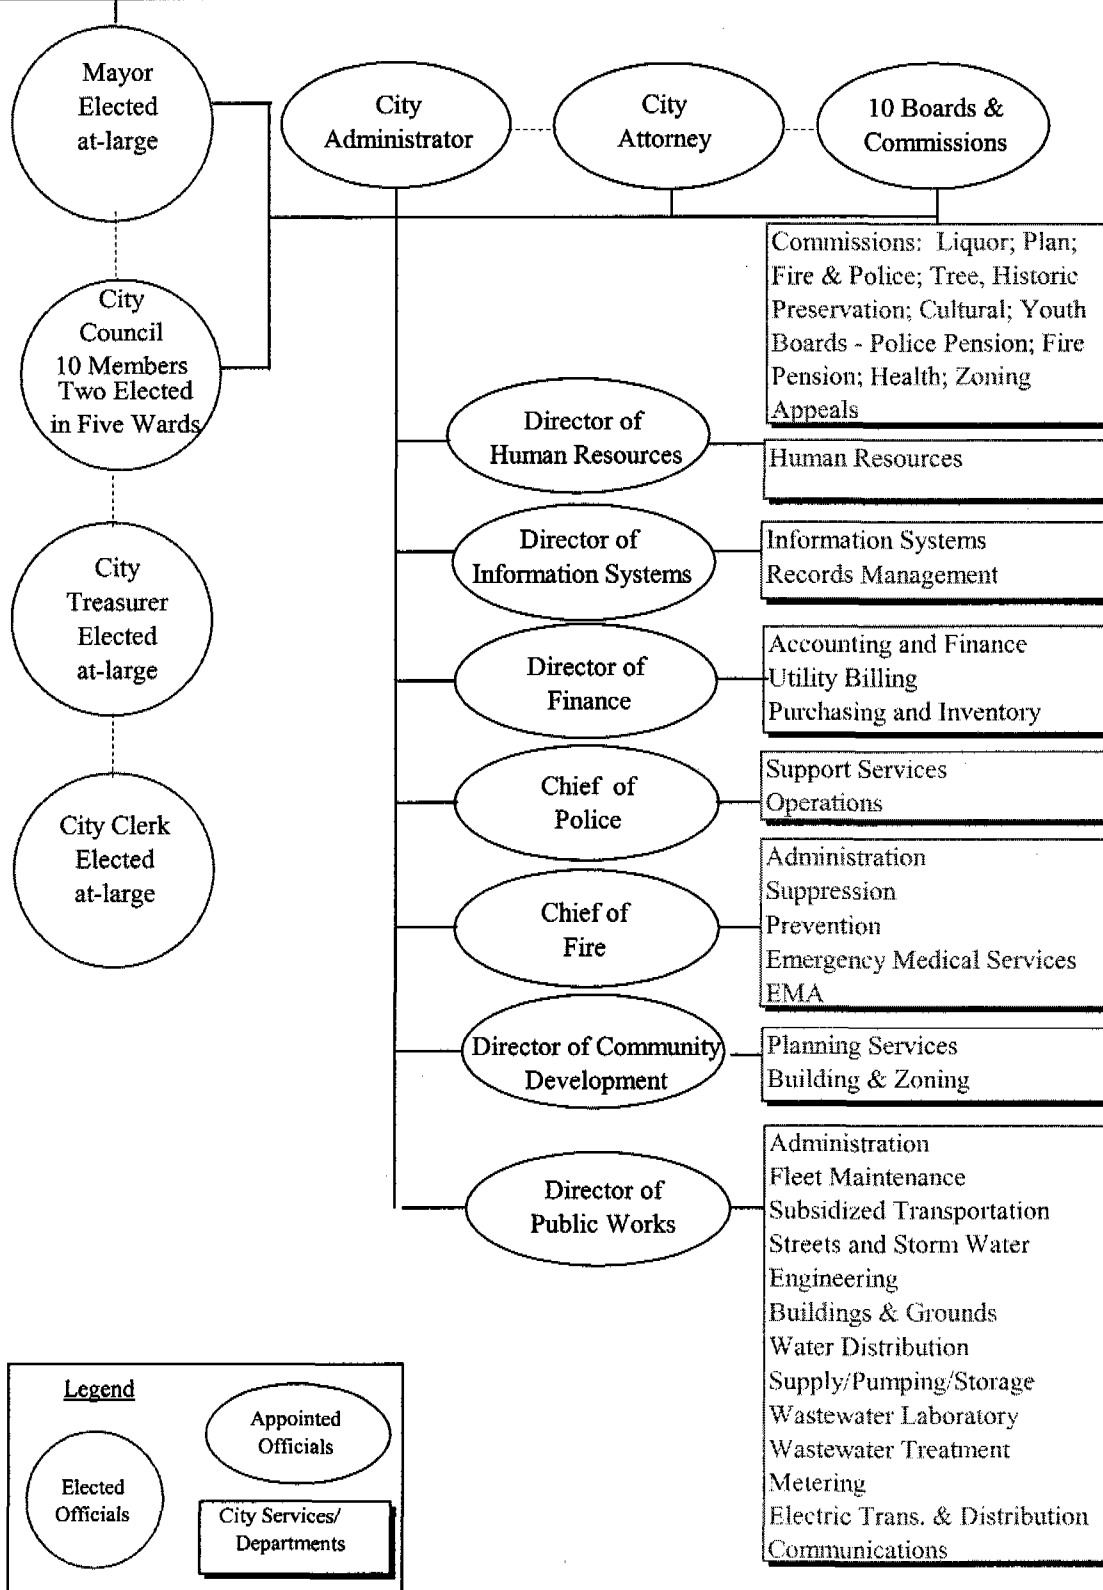 Mayor
Elected
at-large
City
Administrator
City
Attorney
10 Boards &
Commissions
Commissions: Liquor; Plan;
Fire & Police; Tree, Historic
Preservation; Cultural; Youth
Boards - Police Pension; Fire
Pension; Health; Zoning
Appeals
City
Council
10 Members
Two Elected
in Five Wards
City
Treasurer
Elected
at-large
City Clerk
Elected
at-large
Director of
Human Resources
Human Resources
Director of
Information Systems
Information Systems
Records Management
Director of
Finance
Accounting and Finance
Utility Billing
Purchasing and Inventory
Chief of
Police
Support Services
Operations
Chief of
Fire
Administration
Suppression
Prevention
Emergency Medical Services
EMA
Director of Community
Development
Planning Services
Building & Zoning
Director of
Public Works
Administration
Fleet Maintenance
Subsidized Transportation
Streets and Storm Water
Engineering
Buildings & Grounds
Water Distribution
Supply/Pumping/Storage
Wastewater Laboratory
Wastewater Treatment
Metering
Electric Trans. & Distribution
Communications
Legend
Appointed
Officials
Elected
Officials
City Services/
Departments